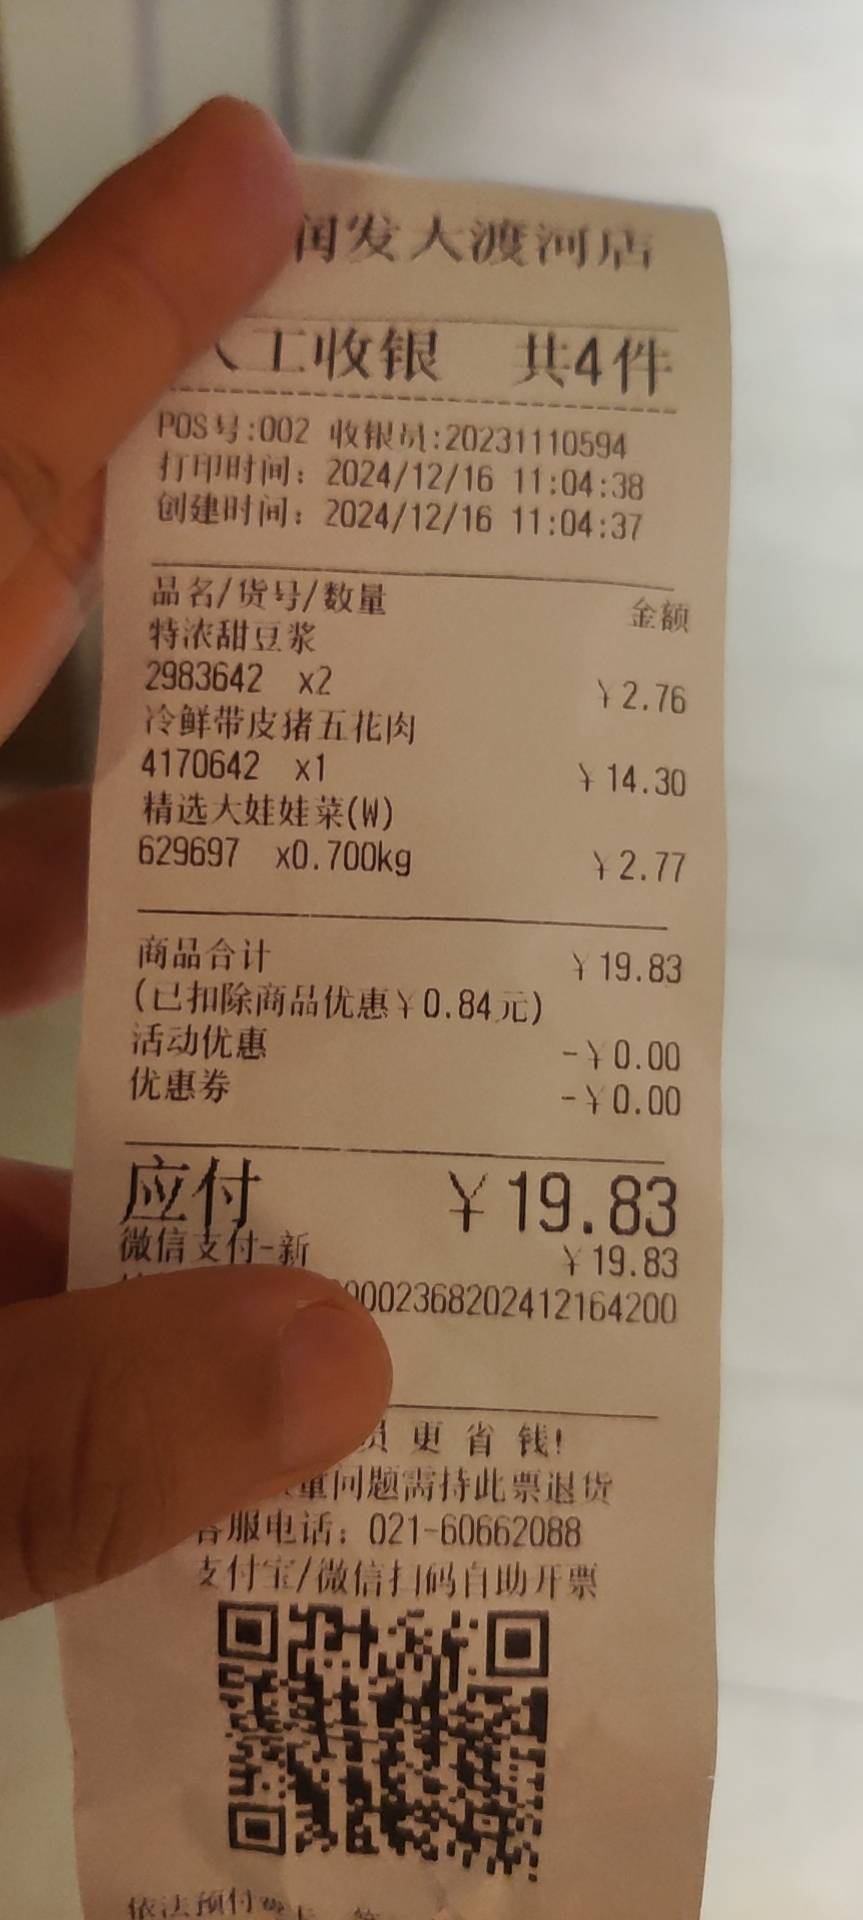 润发大渡河店
人工收银 共4件
POS号:002 收银员:20231110594
打印时间: 2024/12/16 11:04:38
创建时间: 2024/12/16 11:04:37
品名/货号/数量 金额
特浓甜豆浆
2983642 x2 ¥2.76
冷鲜带皮猪五花肉
4170642 x1 ¥14.30
精选大娃娃菜(W)
629697 x0.700kg ¥2.77
商品合计 ¥19.83
(已扣除商品优惠¥0.84元)
活动优惠 -¥0.00
优惠券 -¥0.00
应付 ¥19.83
微信支付-新 ¥19.83
0002368202412164200
员更省钱!
量问题需持此票退货
客服电话: 021-60662088
支付宝/微信扫码自助开票
依法预付